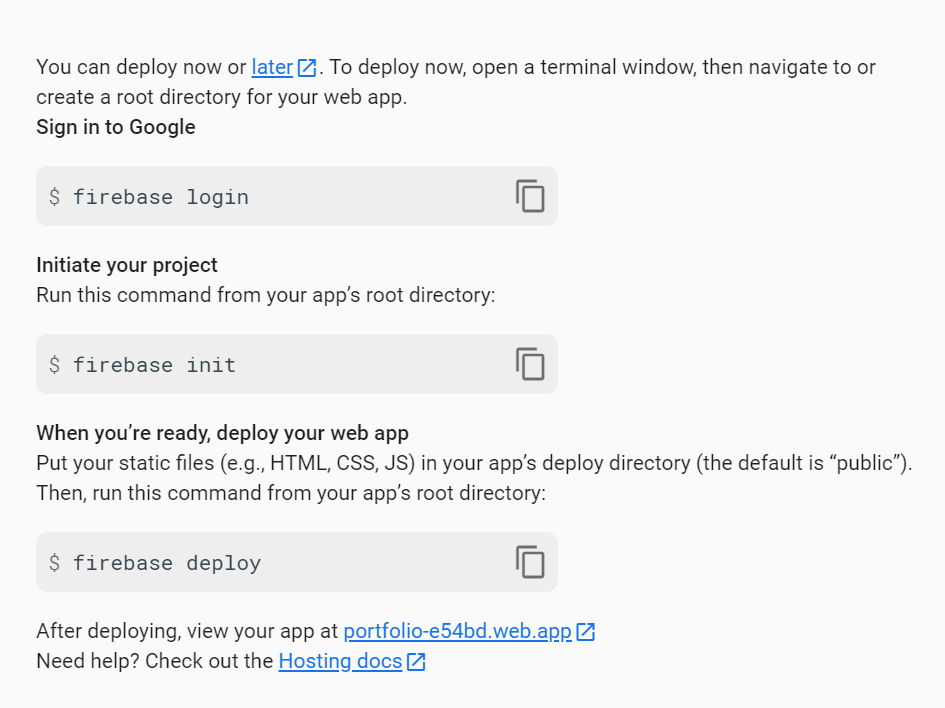 You can deploy now or later. To deploy now, open a terminal window, then navigate to or
create a root directory for your web app.
Sign in to Google
$ firebase login
Initiate your project
Run this command from your app’s root directory:
$ firebase init
When you’re ready, deploy your web app
Put your static files (e.g., HTML, CSS, JS) in your app’s deploy directory (the default is “public”).
Then, run this command from your app’s root directory:
$ firebase deploy
After deploying, view your app at portfolio-e54bd.web.app
Need help? Check out the Hosting docs